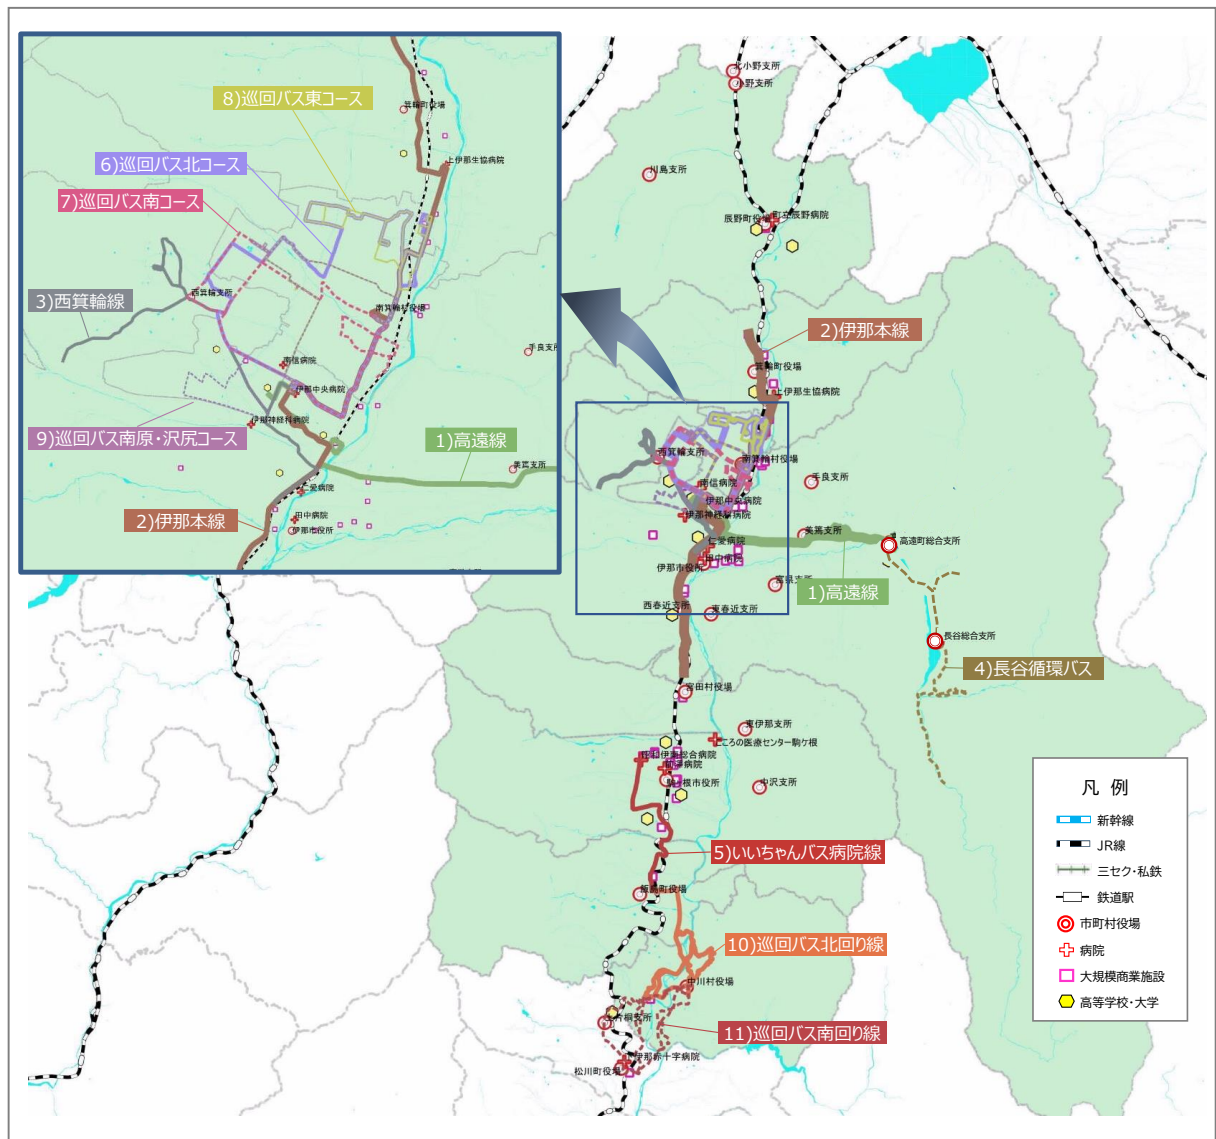 8)巡回バス東コース
箕輪町役場
上伊那生協病院
6)巡回バス北コース
7)巡回バス南コース
3)西箕輪線
西箕輪支所
南箕輪村役場
手良支所
南信病院
伊那中央病院
伊那神経科病院
9)巡回バス南原・沢尻コース
1)高遠線
美篶支所
仁愛病院
2)伊那本線
田中病院
伊那市役所
北小野支所
小野支所
川島支所
辰野町役場
町立辰野病院
2)伊那本線
箕輪町役場
上伊那生協病院
西箕輪支所
南箕輪村役場
手良支所
南信病院
伊那中央病院
伊那神経科病院
美篶支所
高遠町総合支所
仁愛病院
田中病院
伊那市役所
富県支所
1)高遠線
西春近支所
東春近支所
長谷総合支所
4)長谷循環バス
宮田村役場
東伊那支所
こころの医療センター駒ケ根
昭和伊南総合病院
前澤病院
駒ヶ根市役所
中沢支所
5)いいちゃんバス病院線
飯島町役場
10)巡回バス北回り線
中川村役場
片桐支所
11)巡回バス南回り線
伊那赤十字病院
松川町役場
凡 例
新幹線
JR線
三セク・私鉄
鉄道駅
市町村役場
病院
大規模商業施設
高等学校・大学